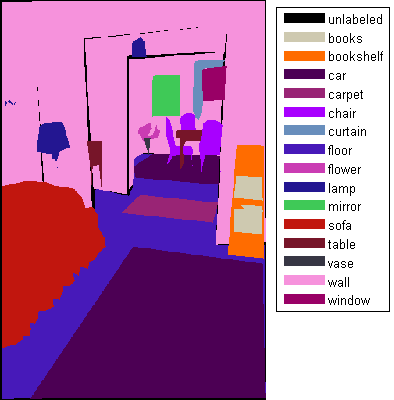 unlabeled
books
bookshelf
car
carpet
chair
curtain
floor
flower
lamp
mirror
sofa
table
vase
wall
window